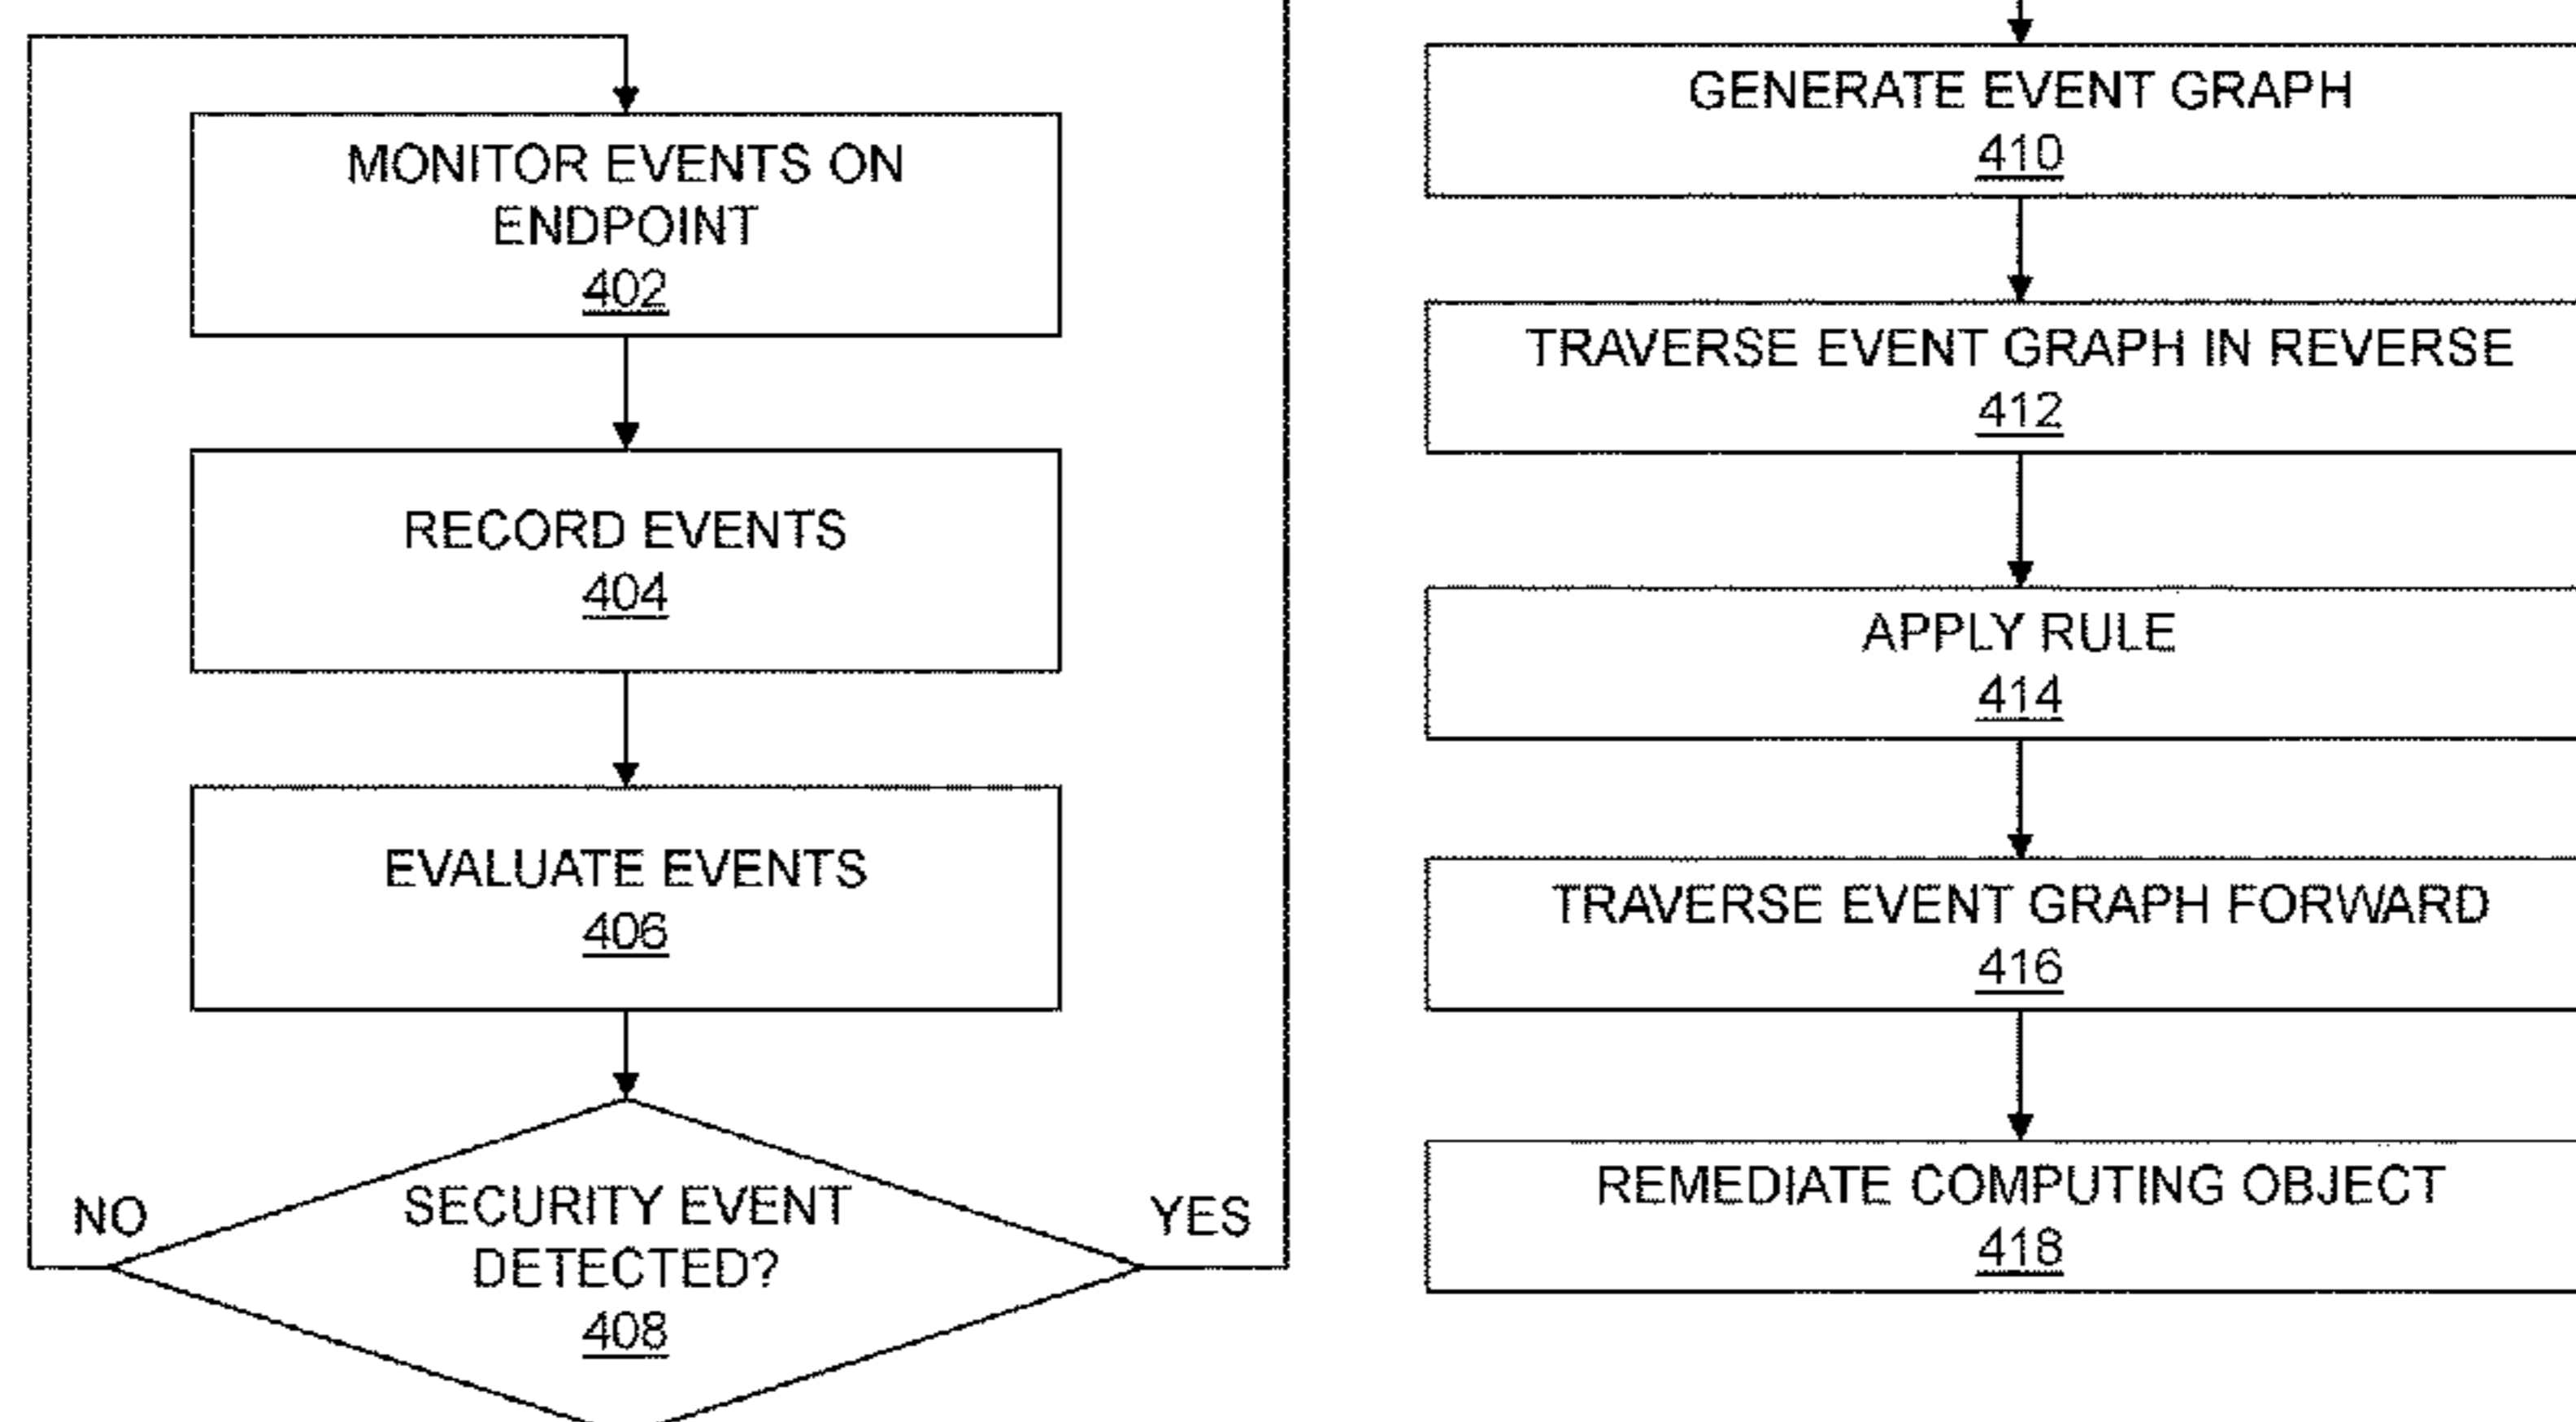 MONITOR EVENTS ON
ENDPOINT
402
RECORD EVENTS
404
EVALUATE EVENTS
406
SECURITY EVENT
DETECTED?
408
NO
YES
GENERATE EVENT GRAPH
410
TRAVERSE EVENT GRAPH IN REVERSE
412
APPLY RULE
414
TRAVERSE EVENT GRAPH FORWARD
416
REMEDIATE COMPUTING OBJECT
418